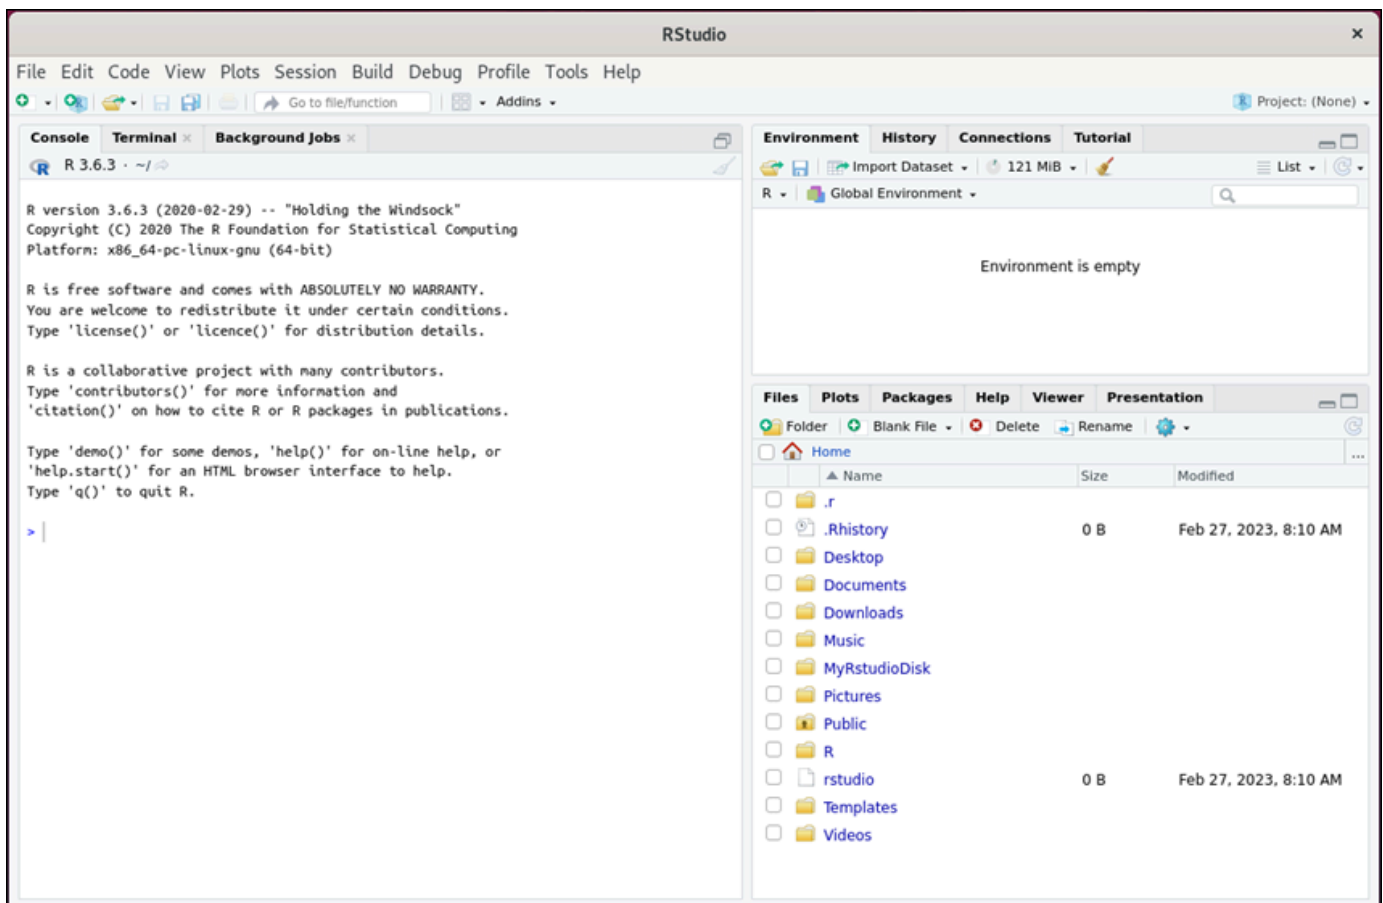 RStudio
×
File Edit Code View Plots Session Build Debug Profile Tools Help
Go to file/function Addins Project: (None)
Console Terminal × Background Jobs ×
R 3.6.3 · ~/
R version 3.6.3 (2020-02-29) -- "Holding the Windsock"
Copyright (C) 2020 The R Foundation for Statistical Computing
Platform: x86_64-pc-linux-gnu (64-bit)
R is free software and comes with ABSOLUTELY NO WARRANTY.
You are welcome to redistribute it under certain conditions.
Type 'license()' or 'licence()' for distribution details.
R is a collaborative project with many contributors.
Type 'contributors()' for more information and
'citation()' on how to cite R or R packages in publications.
Type 'demo()' for some demos, 'help()' for on-line help, or
'help.start()' for an HTML browser interface to help.
Type 'q()' to quit R.
>
Environment History Connections Tutorial
Import Dataset 121 MiB List
R Global Environment
Environment is empty
Files Plots Packages Help Viewer Presentation
Folder Blank File Delete Rename
Home ...
Name Size Modified
.r
.Rhistory 0 B Feb 27, 2023, 8:10 AM
Desktop
Documents
Downloads
Music
MyRstudioDisk
Pictures
Public
R
rstudio 0 B Feb 27, 2023, 8:10 AM
Templates
Videos